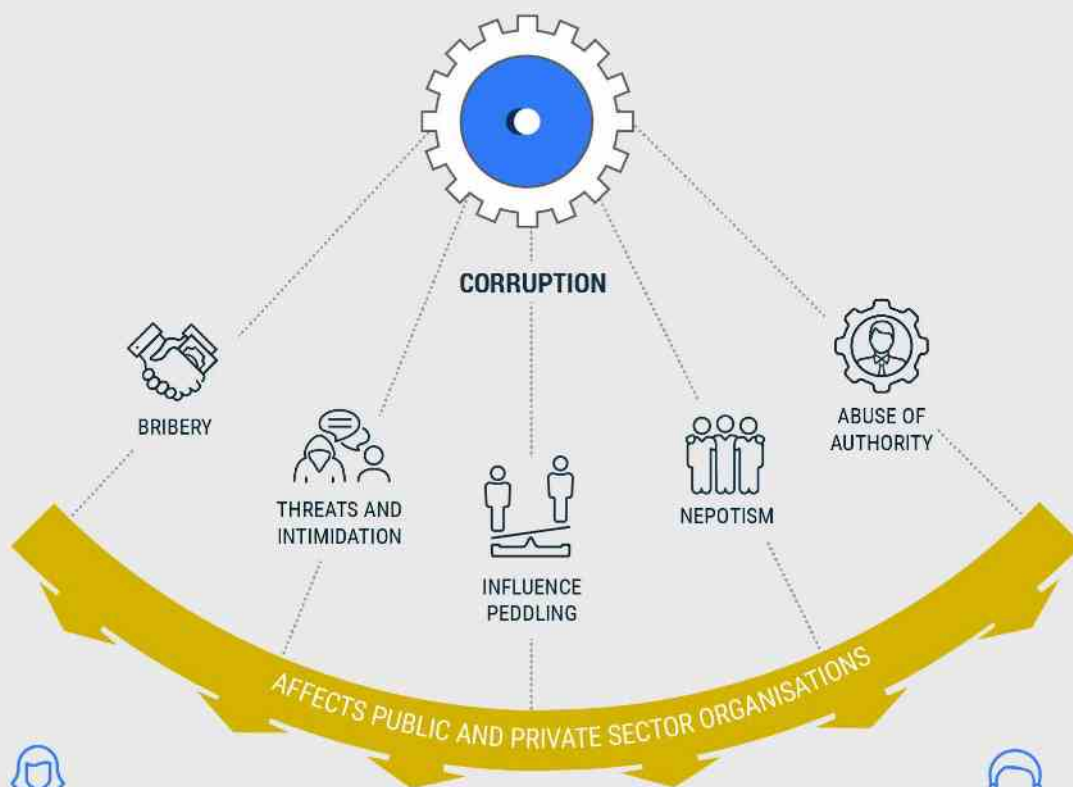 CORRUPTION
BRIBERY
THREATS AND
INTIMIDATION
INFLUENCE
PEDDLING
NEPOTISM
ABUSE OF
AUTHORITY
AFFECTS PUBLIC AND PRIVATE SECTOR ORGANISATIONS